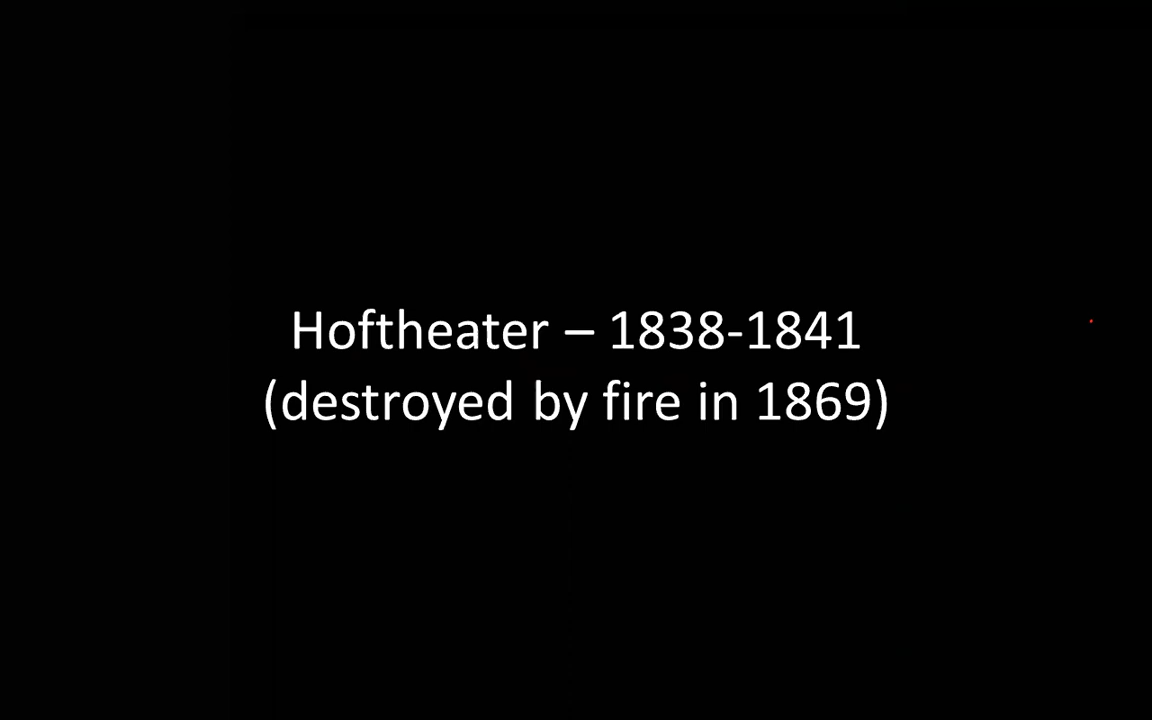 Hoftheater – 1838-1841
(destroyed by fire in 1869)